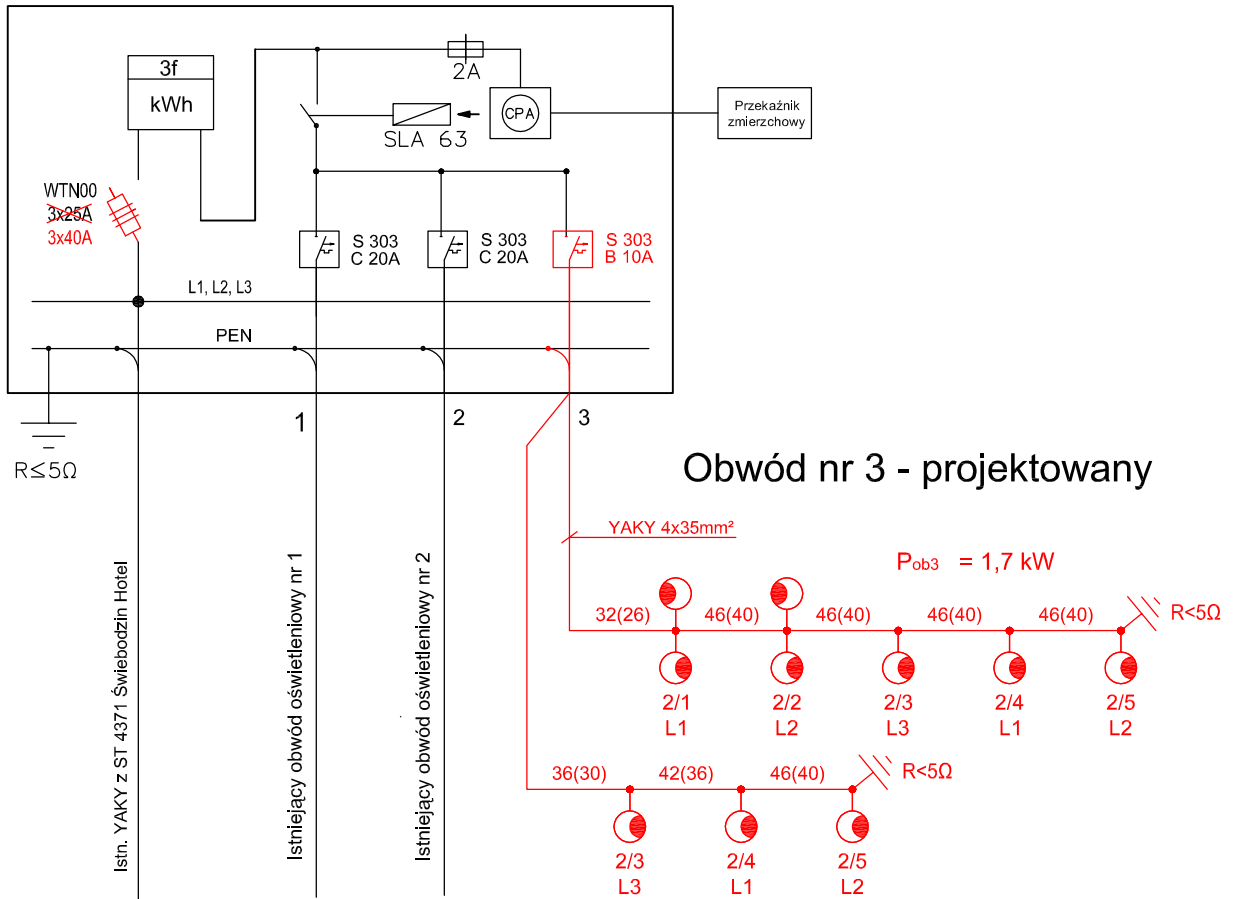 3f
kWh
2A
CPA
SLA 63
Przekaźnik
zmierzchowy
WTN00
3x25A
3x40A
S 303
C 20A
S 303
C 20A
S 303
B 10A
L1, L2, L3
PEN
1
2
3
R≤5Ω
Obwód nr 3 - projektowany
YAKY 4x35mm²
Pob3 = 1,7 kW
Istn. YAKY z ST 4371 Świebodzin Hotel
Istniejący obwód oświetleniowy nr 1
Istniejący obwód oświetleniowy nr 2
32(26)
46(40)
46(40)
46(40)
46(40)
R<5Ω
2/1
L1
2/2
L2
2/3
L3
2/4
L1
2/5
L2
36(30)
42(36)
46(40)
R<5Ω
2/3
L3
2/4
L1
2/5
L2